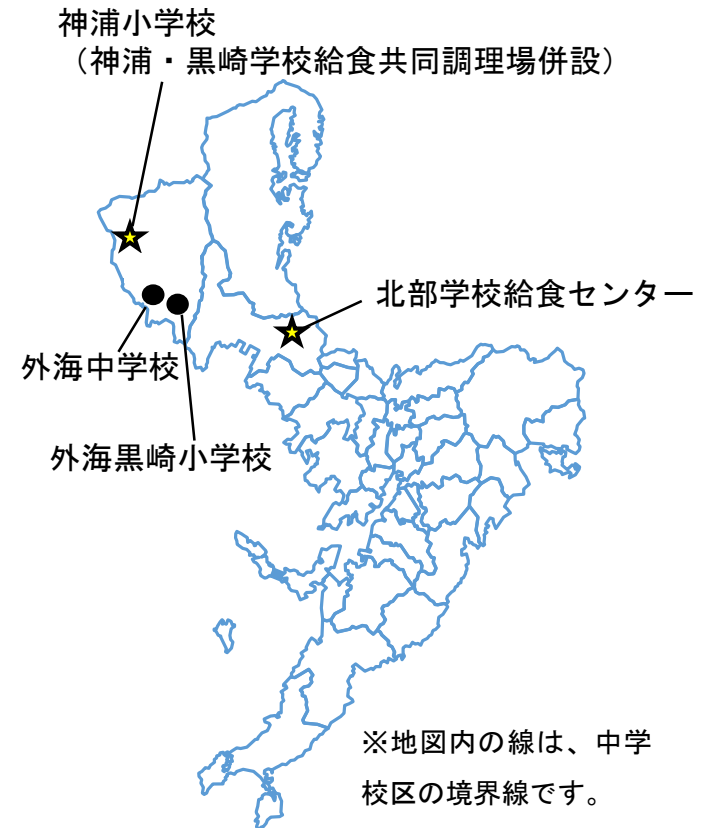 神浦小学校
(神浦・黒崎学校給食共同調理場併設)
北部学校給食センター
外海中学校
外海黒崎小学校
※地図内の線は、中学
校区の境界線です。